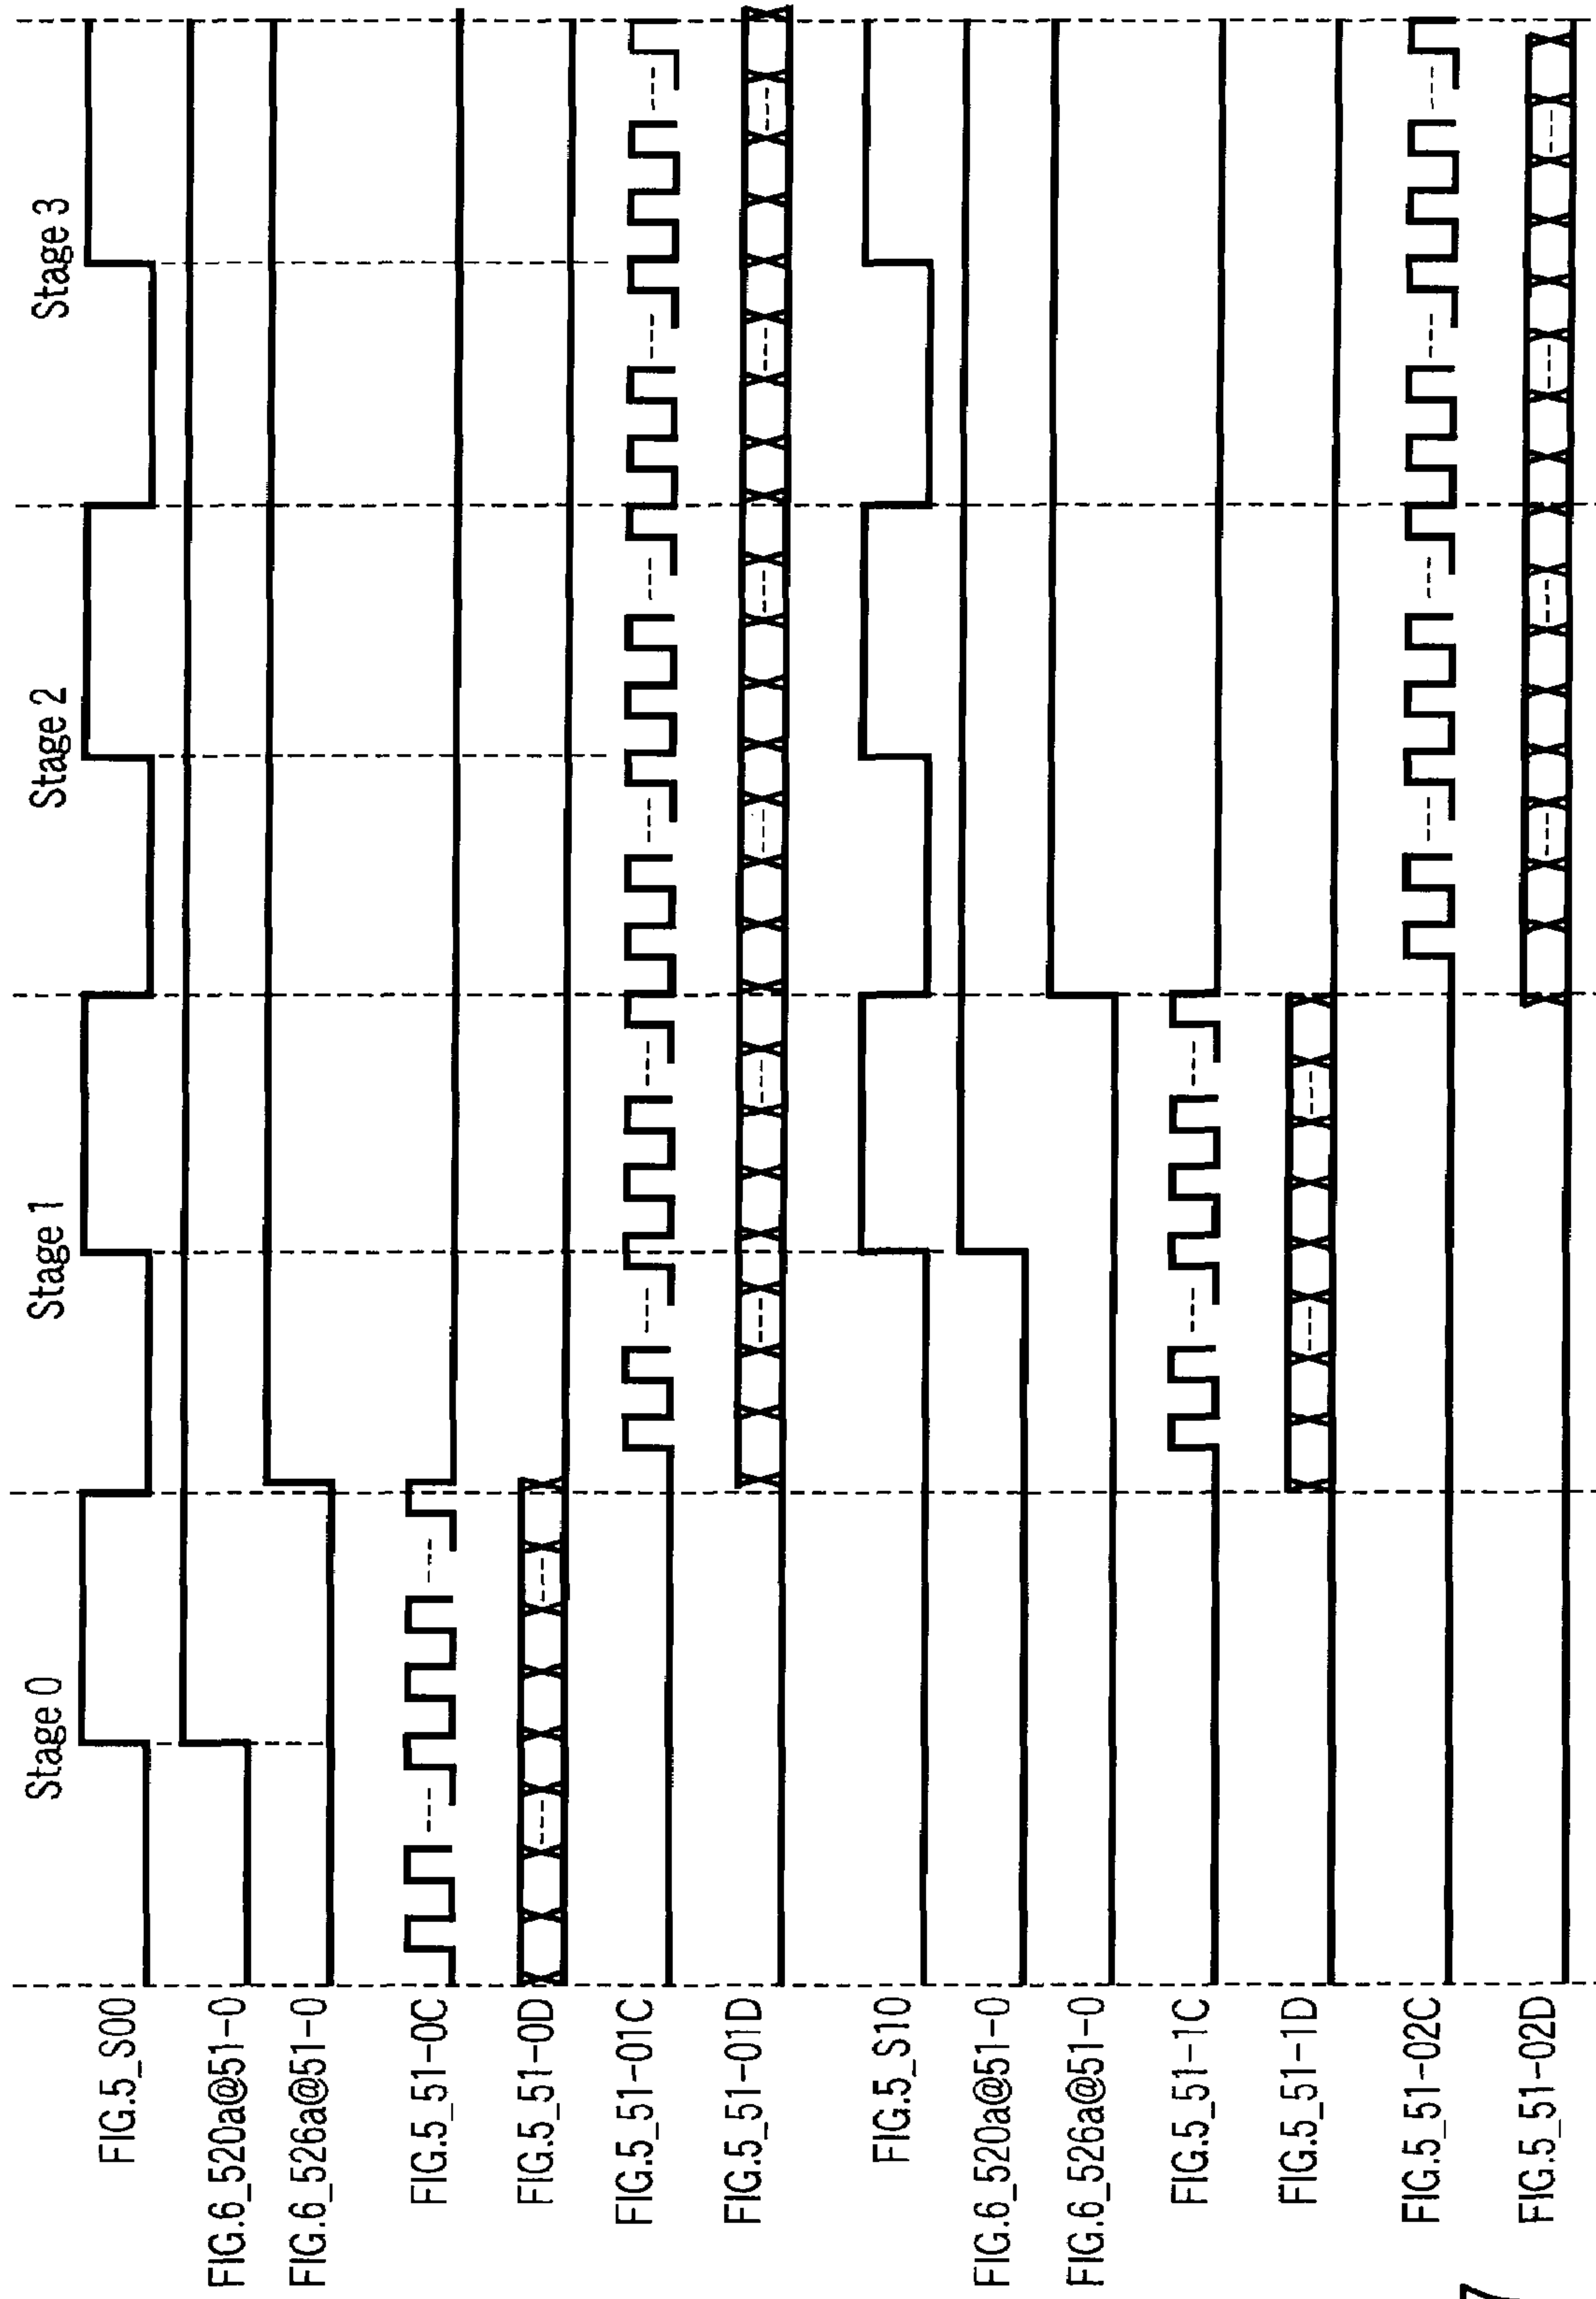 Stage 0
Stage 1
Stage 2
Stage 3
FIG.5_S00
FIG.6_520a@51-0
FIG.6_526a@51-0
FIG.5_51-0C
FIG.5_51-0D
FIG.5_51-01C
FIG.5_51-01D
FIG.5_S10
FIG.6_520a@51-0
FIG.6_526a@51-0
FIG.5_51-1C
FIG.5_51-1D
FIG.5_51-02C
FIG.5_51-02D
7